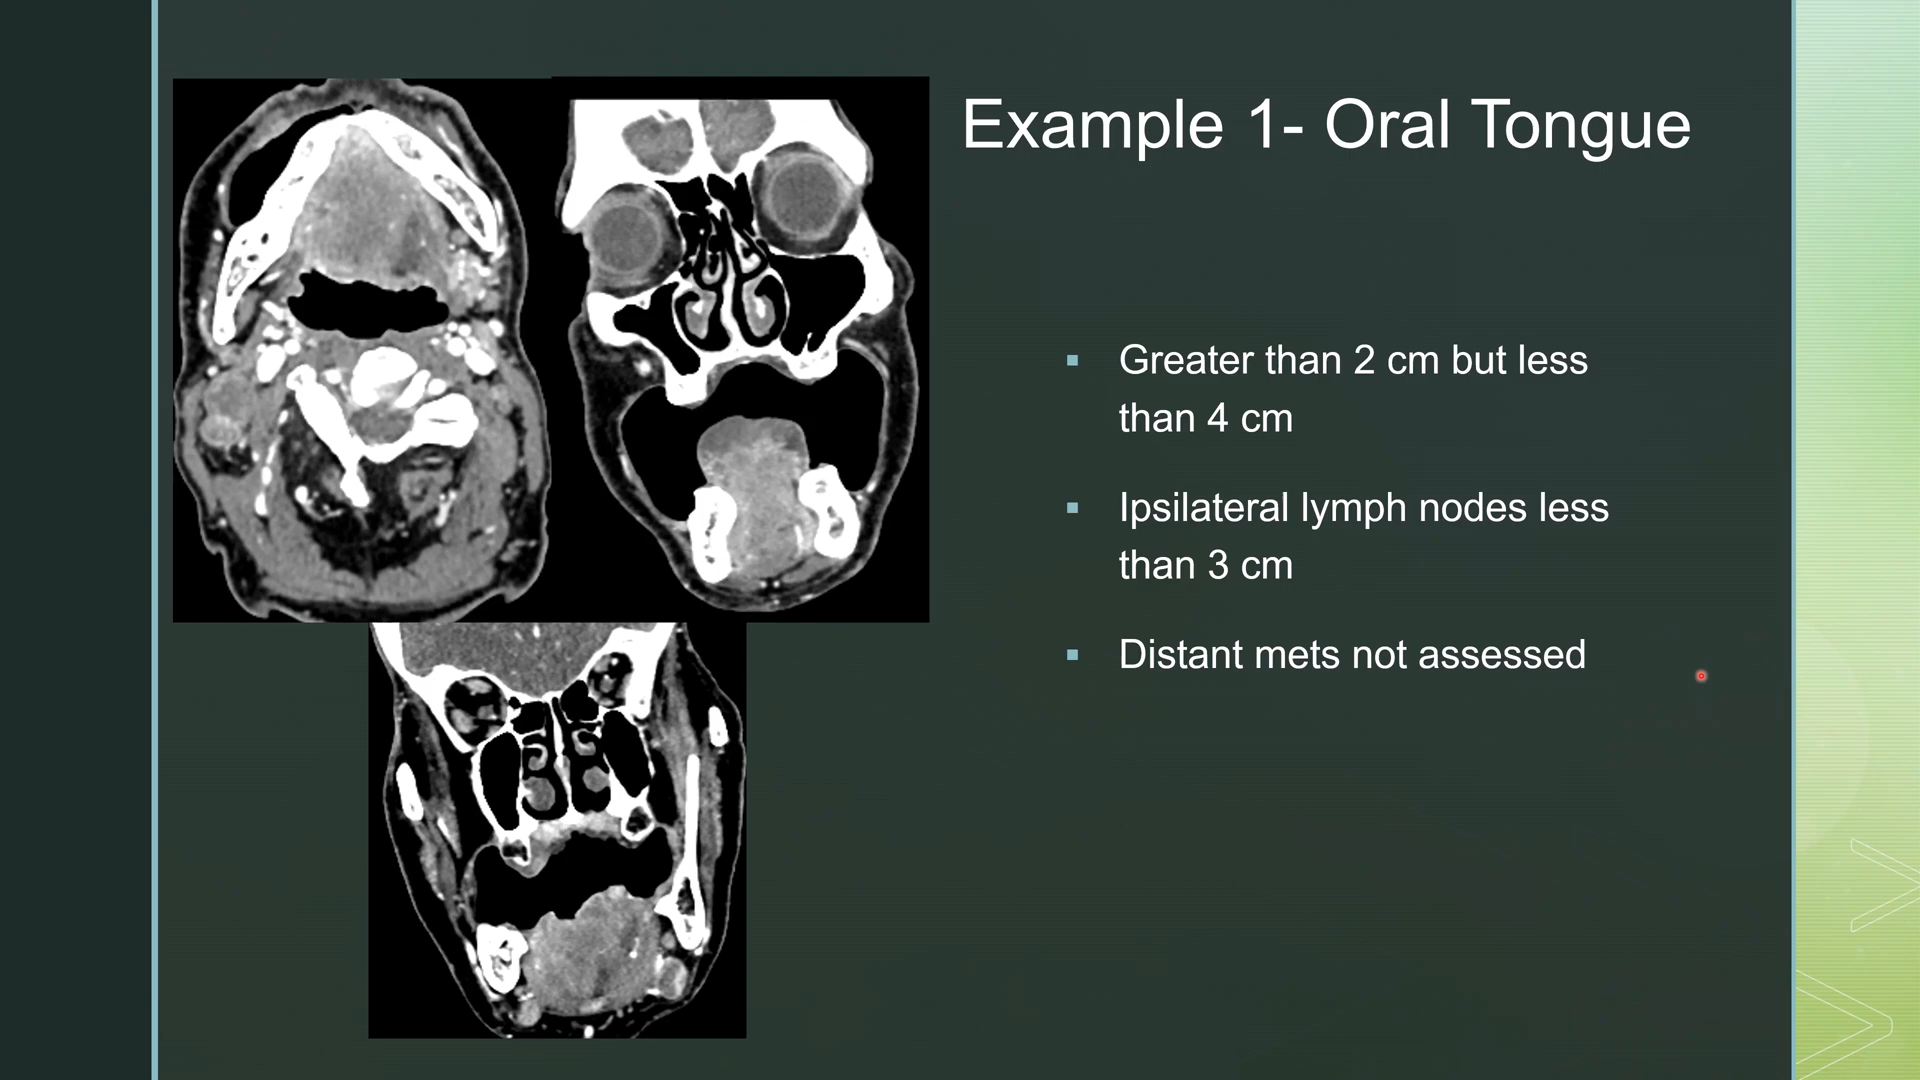 Example 1- Oral Tongue
Greater than 2 cm but less
than 4 cm
Ipsilateral lymph nodes less
than 3 cm
Distant mets not assessed